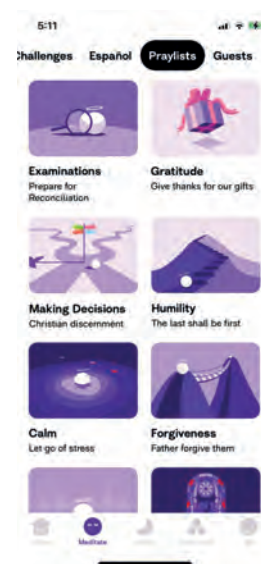 5:11
Challenges Español Praylists Guests
Examinations
Prepare for
Reconciliation
Gratitude
Give thanks for our gifts
Making Decisions
Christian discernment
Humility
The last shall be first
Calm
Let go of stress
Forgiveness
Father forgive them
Meditate